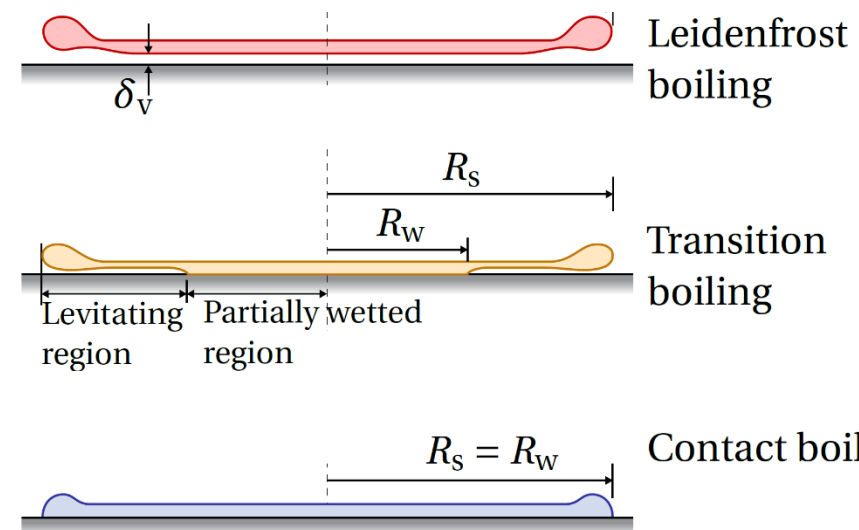 Leidenfrost
boiling
δv
Rs
Rw
Transition
boiling
Levitating
region
Partially wetted
region
Rs = Rw
Contact boil